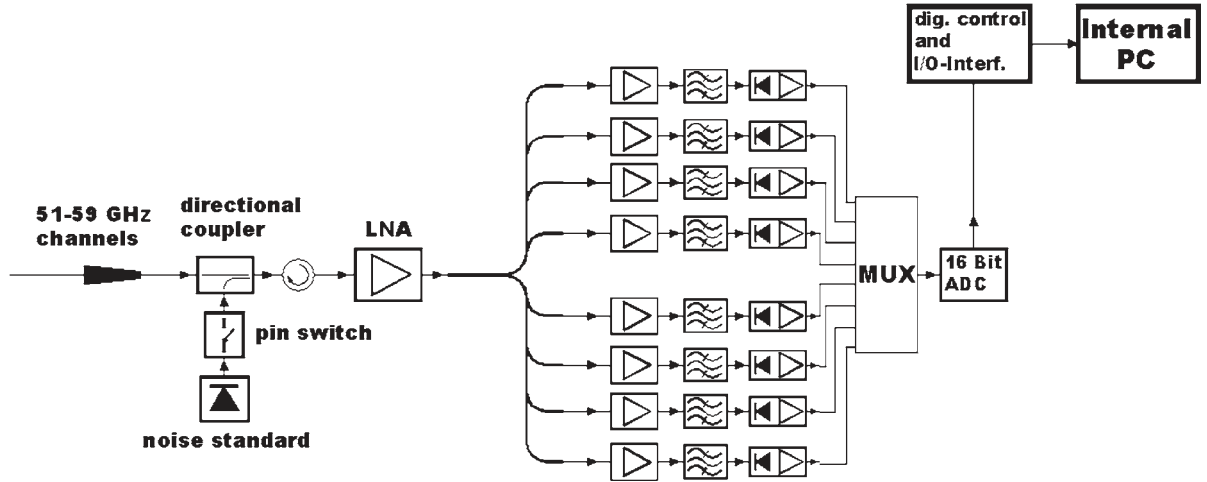 dig. control
and
I/O-Interf.
Internal
PC
51-59 GHz
channels
directional
coupler
LNA
MUX
16 Bit
ADC
pin switch
noise standard